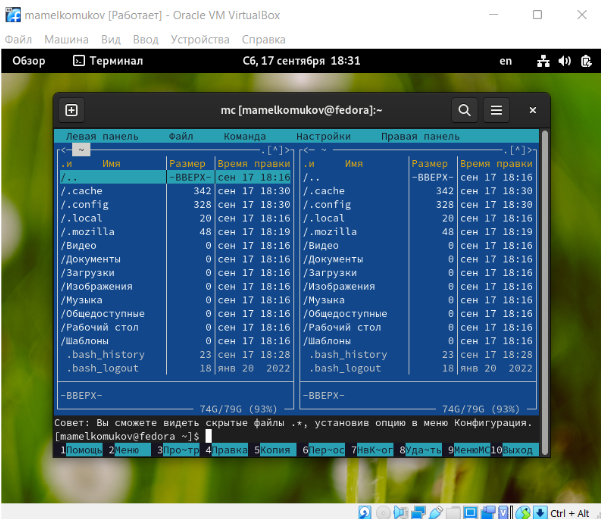 mamelkomukov [Работает] - Oracle VM VirtualBox
Файл Машина Вид Ввод Устройства Справка
Обзор Терминал Сб, 17 сентября 18:31 en
mc [mamelkomukov@fedora]:~
Левая панель Файл Команда Настройки Правая панель
<— ~ .[^]> <— ~ .[^]>
.и Имя Размер Время правки .и Имя Размер Время правки
/.. -ВВЕРХ- сен 17 18:16 /.. -ВВЕРХ- сен 17 18:16
/.cache 342 сен 17 18:30 /.cache 342 сен 17 18:30
/.config 328 сен 17 18:30 /.config 328 сен 17 18:30
/.local 20 сен 17 18:16 /.local 20 сен 17 18:16
/.mozilla 48 сен 17 18:19 /.mozilla 48 сен 17 18:19
/Видео 0 сен 17 18:16 /Видео 0 сен 17 18:16
/Документы 0 сен 17 18:16 /Документы 0 сен 17 18:16
/Загрузки 0 сен 17 18:16 /Загрузки 0 сен 17 18:16
/Изображения 0 сен 17 18:16 /Изображения 0 сен 17 18:16
/Музыка 0 сен 17 18:16 /Музыка 0 сен 17 18:16
/Общедоступные 0 сен 17 18:16 /Общедоступные 0 сен 17 18:16
/Рабочий стол 0 сен 17 18:16 /Рабочий стол 0 сен 17 18:16
/Шаблоны 0 сен 17 18:16 /Шаблоны 0 сен 17 18:16
.bash_history 23 сен 17 18:28 .bash_history 23 сен 17 18:28
.bash_logout 18 янв 20 2022 .bash_logout 18 янв 20 2022
-ВВЕРХ- -ВВЕРХ-
74G/79G (93%) 74G/79G (93%)
Совет: Вы сможете видеть скрытые файлы .*, установив опцию в меню Конфигурация.
[mamelkomukov@fedora ~]$
1Помощь 2Меню 3Про~тр 4Правка 5Копия 6Пер~ос 7НвК~ог 8Уда~ть 9МенюМС 10Выход
Ctrl + Alt